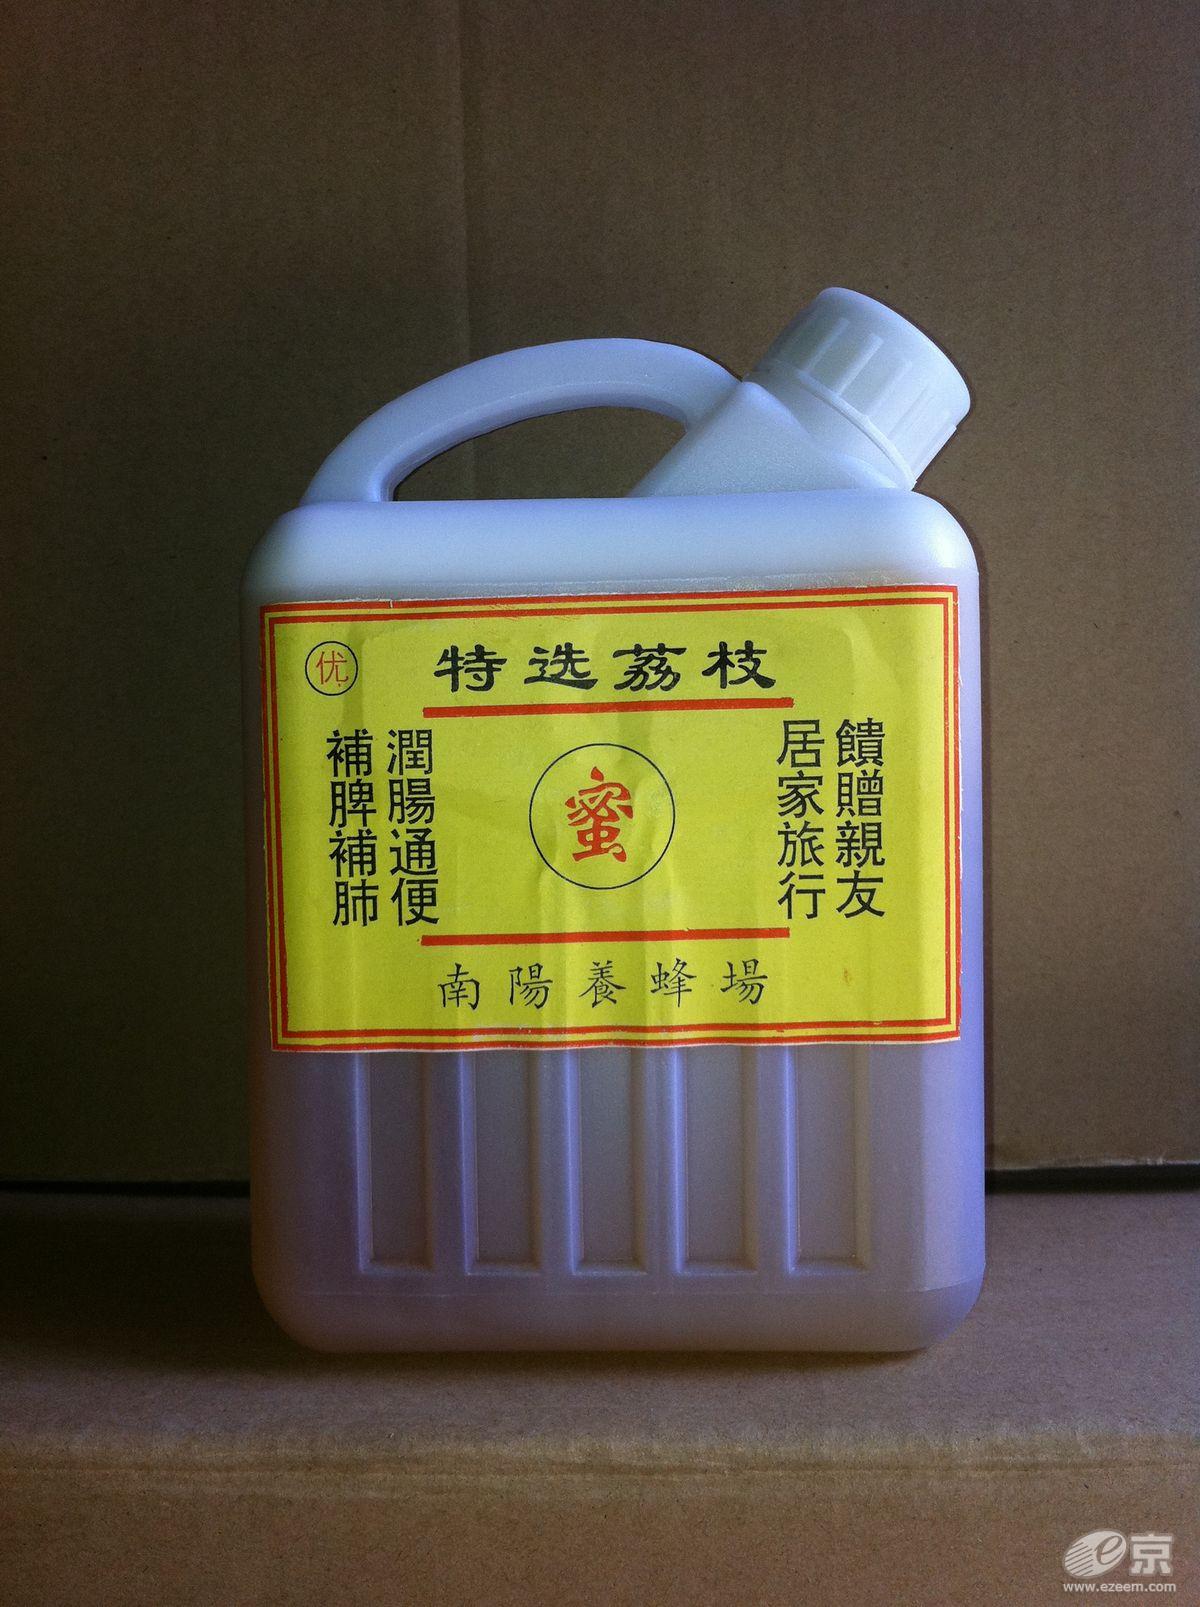 优
特选荔枝
饋贈親友
居家旅行
蜜
潤腸通便
補脾補肺
南陽養蜂場
e京
www.ezeem.com